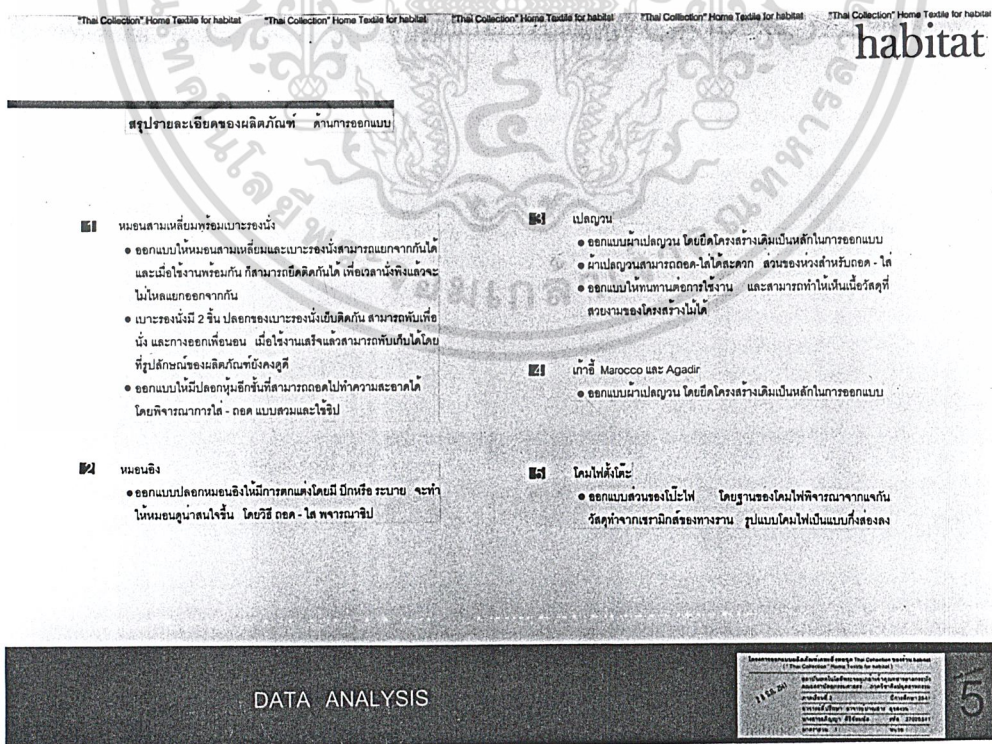 "Thai Collection" Home Textile for habitat "Thai Collection" Home Textile for habitat "Thai Collection" Home Textile for habitat "Thai Collection" Home Textile for habitat "Thai Collection" Home Textile for habitat
habitat
สรุปรายละเอียดของผลิตภัณฑ์ ด้านการออกแบบ
1 หมอนสามเหลี่ยมพร้อมเบาะรองนั่ง
● ออกแบบให้หมอนสามเหลี่ยมและเบาะรองนั่งสามารถแยกจากกันได้
และเมื่อใช้งานพร้อมกัน ก็สามารถยึดติดกันได้ เพื่อเวลานั่งพิงแล้วจะ
ไม่ไหลแยกออกจากกัน
● เบาะรองนั่งมี 2 ชิ้น ปลอกของเบาะรองนั่งเย็บติดกัน สามารถพับเพื่อ
นั่ง และกางออกเพื่อนอน เมื่อใช้งานเสร็จแล้วสามารถพับเก็บได้โดย
ที่รูปลักษณ์ของผลิตภัณฑ์ยังคงดูดี
● ออกแบบให้มีปลอกหุ้มอีกชั้นที่สามารถถอดไปทำความสะอาดได้
โดยพิจารณาการใส่ - ถอด แบบสวมและใช้ซิป
2 หมอนอิง
● ออกแบบปลอกหมอนอิงให้มีการตกแต่งโดยมี ปีกหรือ ระบาย จะทำ
ให้หมอนดูน่าสนใจขึ้น โดยวิธี ถอด - ใส พจารณาซิป
3 เปลญวน
● ออกแบบผ้าเปลญวน โดยยึดโครงสร้างเดิมเป็นหลักในการออกแบบ
● ผ้าเปลญวนสามารถถอด-ใส่ได้สะดวก ส่วนของห่วงสำหรับถอด - ใส่
● ออกแบบให้ทนทานต่อการใช้งาน และสามารถทำให้เห็นเนื้อวัสดุที่
สวยงามของโครงสร้างไม้ได้
4 เก้าอี้ Marocco และ Agadir
● ออกแบบผ้าเปลญวน โดยยึดโครงสร้างเดิมเป็นหลักในการออกแบบ
5 โคมไฟตั้งโต๊ะ
● ออกแบบส่วนของโป๊ะไฟ โดยฐานของโคมไฟพิจารณาจากแจกัน
วัสดุทำจากเซรามิกส์ของทางราน รูปแบบโคมไฟเป็นแบบกึ่งส่องลง
DATA ANALYSIS
5